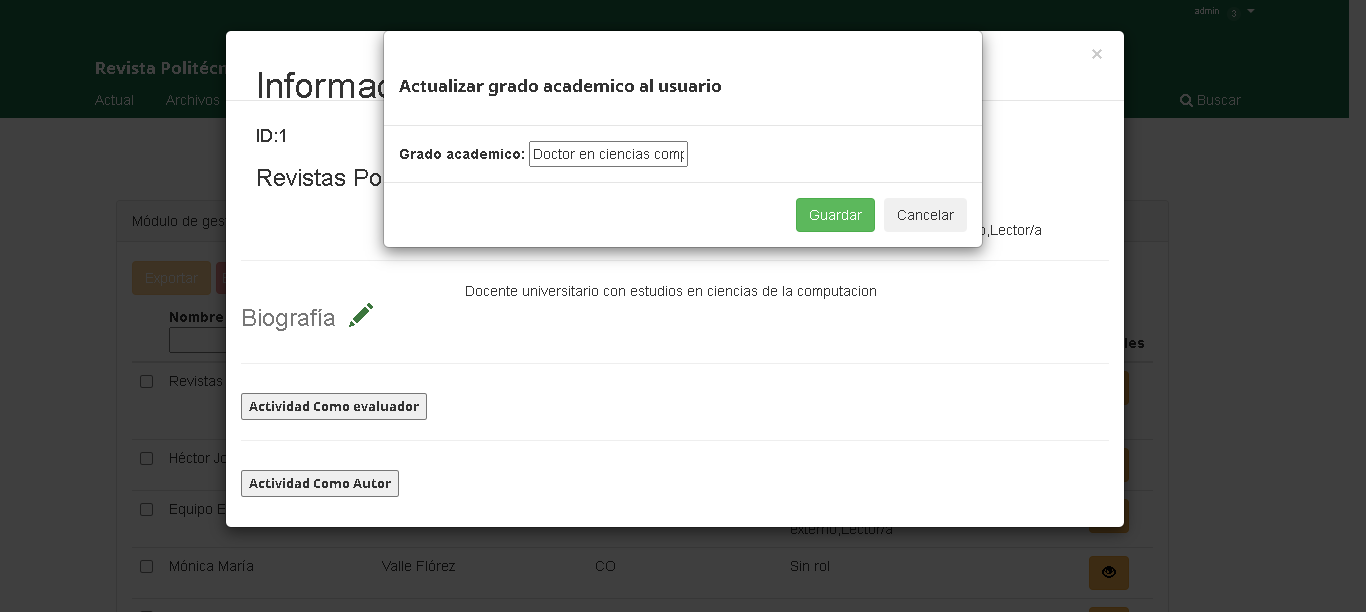 admin 3
Revista Politécn
Actual Archivos
Buscar
×
Informac
Actualizar grado academico al usuario
ID:1
Grado academico: Doctor en ciencias comp
Revistas Po
Guardar Cancelar
Módulo de ges
,Lector/a
Exportar
Docente universitario con estudios en ciencias de la computacion
Biografía
Nombre
les
Revistas
Actividad Como evaluador
Héctor Jo
Actividad Como Autor
Equipo E
externo,Lector/a
Mónica María Valle Flórez CO Sin rol